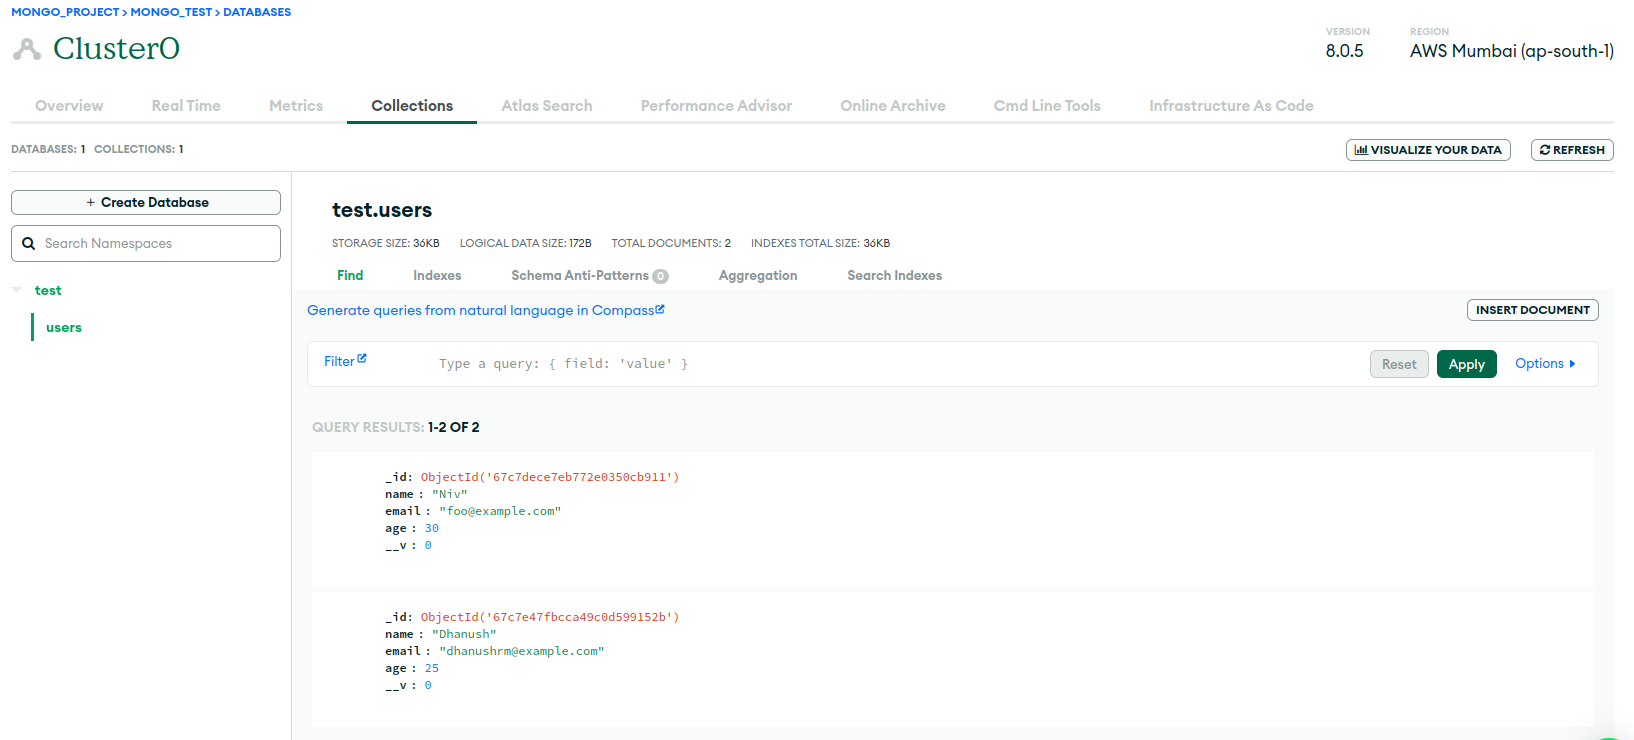 MONGO_PROJECT > MONGO_TEST > DATABASES
Cluster0
VERSION
8.0.5
REGION
AWS Mumbai (ap-south-1)
Overview Real Time Metrics Collections Atlas Search Performance Advisor Online Archive Cmd Line Tools Infrastructure As Code
DATABASES: 1 COLLECTIONS: 1
VISUALIZE YOUR DATA
REFRESH
+ Create Database
Search Namespaces
test
users
test.users
STORAGE SIZE: 36KB LOGICAL DATA SIZE: 172B TOTAL DOCUMENTS: 2 INDEXES TOTAL SIZE: 36KB
Find Indexes Schema Anti-Patterns 0 Aggregation Search Indexes
Generate queries from natural language in Compass
INSERT DOCUMENT
Filter
Type a query: { field: 'value' }
Reset
Apply
Options
QUERY RESULTS: 1-2 OF 2
_id: ObjectId('67c7dece7eb772e0350cb911')
name : "Niv"
email : "foo@example.com"
age : 30
__v : 0
_id: ObjectId('67c7e47fbcca49c0d599152b')
name : "Dhanush"
email : "dhanushrm@example.com"
age : 25
__v : 0